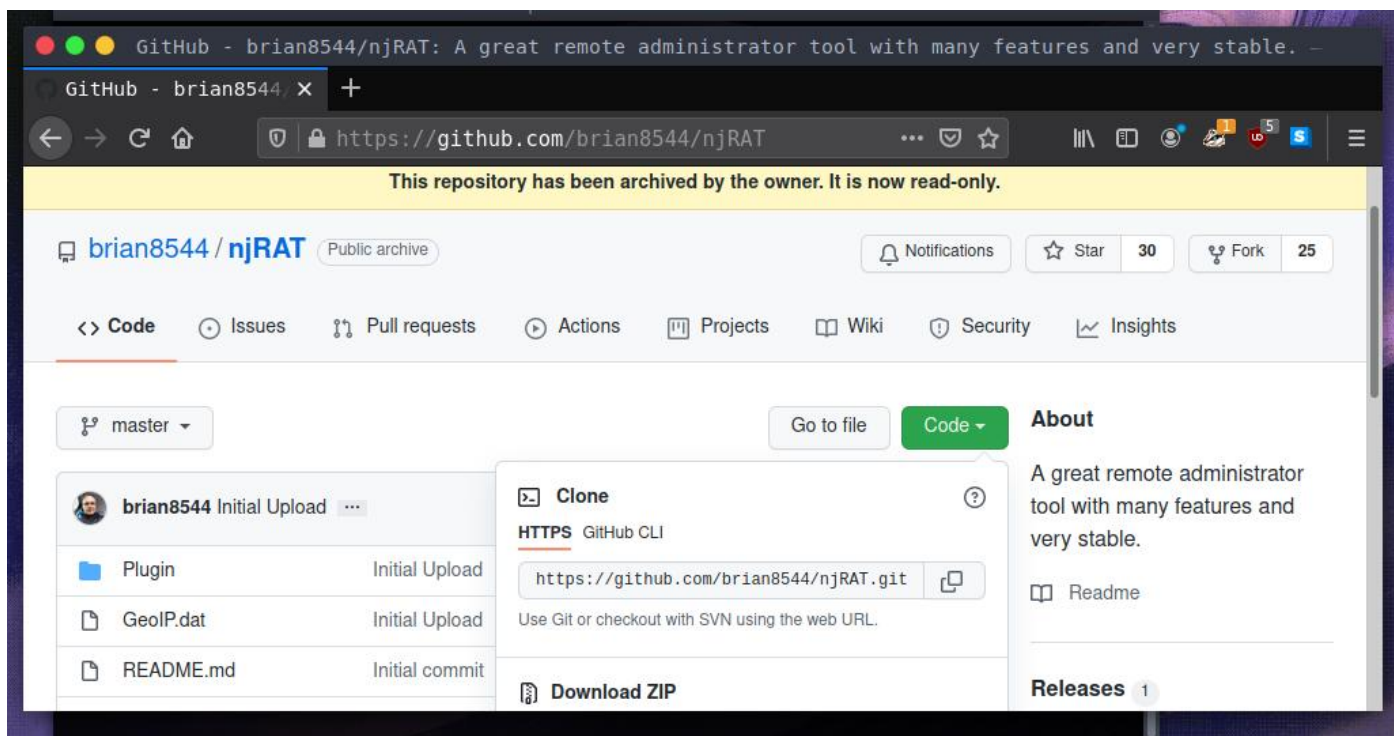 GitHub - brian8544/njRAT: A great remote administrator tool with many features and very stable. —
GitHub - brian8544/
https://github.com/brian8544/njRAT
1
5
This repository has been archived by the owner. It is now read-only.
brian8544 / njRAT Public archive
Notifications
Star 30
Fork 25
<> Code
Issues
Pull requests
Actions
Projects
Wiki
Security
Insights
master
Go to file
Code
About
A great remote administrator
tool with many features and
very stable.
Readme
Releases 1
brian8544 Initial Upload ...
Plugin Initial Upload
GeoIP.dat Initial Upload
README.md Initial commit
Clone
HTTPS GitHub CLI
https://github.com/brian8544/njRAT.git
Use Git or checkout with SVN using the web URL.
Download ZIP